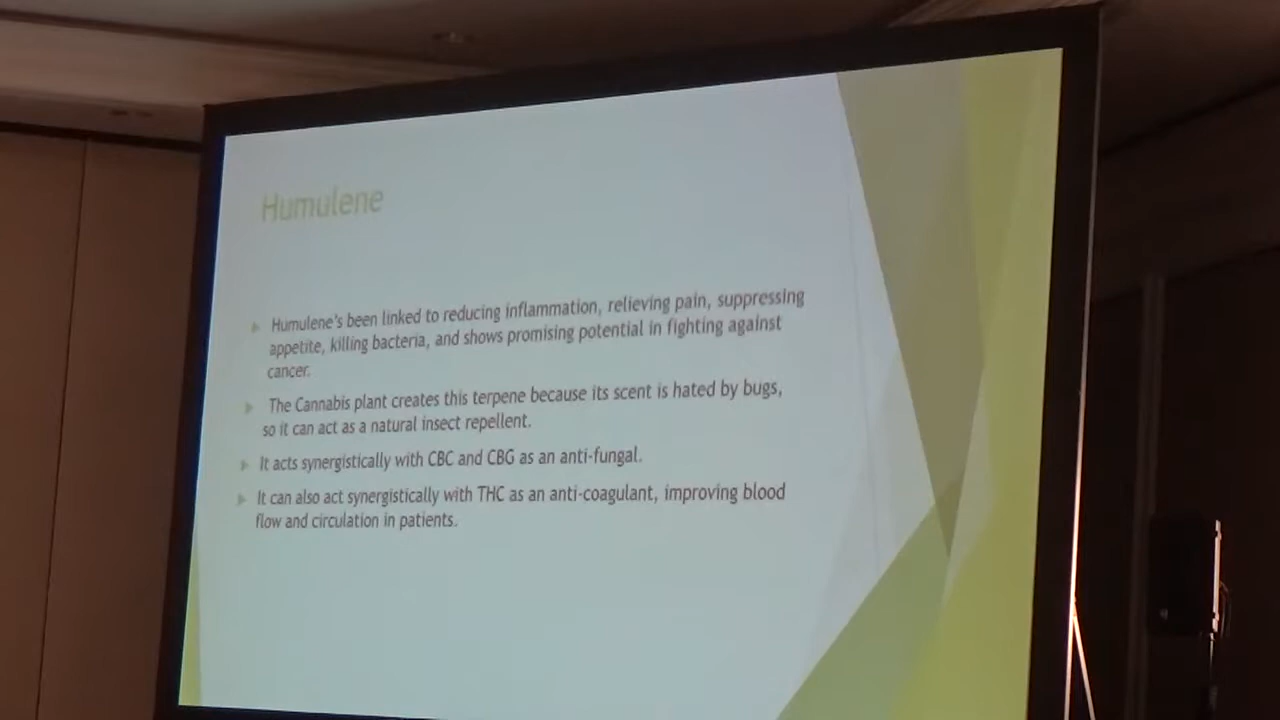 Humulene
Humulene's been linked to reducing inflammation, relieving pain, suppressing
appetite, killing bacteria, and shows promising potential in fighting against
cancer.
The Cannabis plant creates this terpene because its scent is hated by bugs,
so it can act as a natural insect repellent.
It acts synergistically with CBC and CBG as an anti-fungal.
It can also act synergistically with THC as an anti-coagulant, improving blood
flow and circulation in patients.